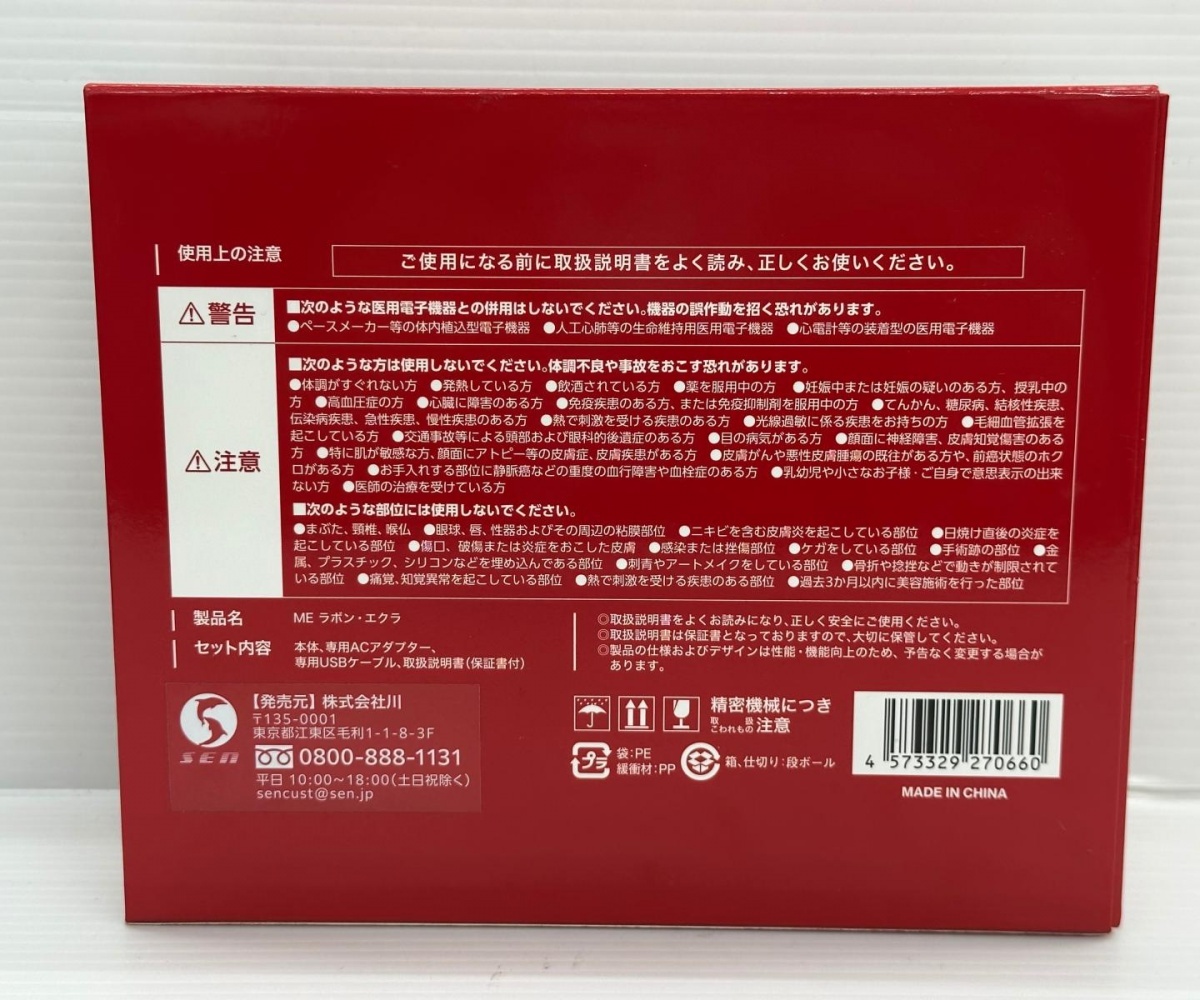 使用上の注意
ご使用になる前に取扱説明書をよく読み、正しくお使いください。
⚠警告
■次のような医用電子機器との併用はしないでください。機器の誤作動を招く恐れがあります。
●ペースメーカー等の体内植込型電子機器 ●人工心肺等の生命維持用医用電子機器 ●心電計等の装着型の医用電子機器
⚠注意
■次のような方は使用しないでください。体調不良や事故をおこす恐れがあります。
●体調がすぐれない方 ●発熱している方 ●飲酒されている方 ●薬を服用中の方 ●妊娠中または妊娠の疑いのある方、授乳中の
方 ●高血圧症の方 ●心臓に障害のある方 ●免疫疾患のある方、または免疫抑制剤を服用中の方 ●てんかん、糖尿病、結核性疾患、
伝染病疾患、急性疾患、慢性疾患のある方 ●熱で刺激を受ける疾患のある方 ●光線過敏に係る疾患をお持ちの方 ●毛細血管拡張を
起こしている方 ●交通事故等による頭部および眼科的後遺症のある方 ●目の病気がある方 ●顔面に神経障害、皮膚知覚傷害のある
方 ●特に肌が敏感な方、顔面にアトピー等の皮膚症、皮膚疾患がある方 ●皮膚がんや悪性皮膚腫瘍の既往がある方や、前癌状態のホク
ロがある方 ●お手入れする部位に静脈癌などの重度の血行障害や血栓症のある方 ●乳幼児や小さなお子様・ご自身で意思表示の出来
ない方 ●医師の治療を受けている方
■次のような部位には使用しないでください。
●まぶた、頸椎、喉仏 ●眼球、唇、性器およびその周辺の粘膜部位 ●ニキビを含む皮膚炎を起こしている部位 ●日焼け直後の炎症を
起こしている部位 ●傷口、破傷または炎症をおこした皮膚 ●感染または挫傷部位 ●ケガをしている部位 ●手術跡の部位 ●金
属、プラスチック、シリコンなどを埋め込んである部位 ●刺青やアートメイクをしている部位 ●骨折や捻挫などで動きが制限されて
いる部位 ●痛覚、知覚異常を起こしている部位 ●熱で刺激を受ける疾患のある部位 ●過去3か月以内に美容施術を行った部位
製品名 ME ラボン・エクラ
セット内容 本体、専用ACアダプター、
専用USBケーブル、取扱説明書(保証書付)
◎取扱説明書をよくお読みになり、正しく安全にご使用ください。
◎取扱説明書は保証書となっておりますので、大切に保管してください。
◎製品の仕様およびデザインは性能・機能向上のため、予告なく変更する場合が
あります。
SEN
【発売元】株式会社川
〒135-0001
東京都江東区毛利1-1-8-3F
0800-888-1131
平日 10:00〜18:00(土日祝除く)
sencust@sen.jp
精密機械につき
取扱注意
こわれもの
プラ
袋:PE
緩衝材:PP
箱、仕切り:段ボール
4 573329 270660
MADE IN CHINA